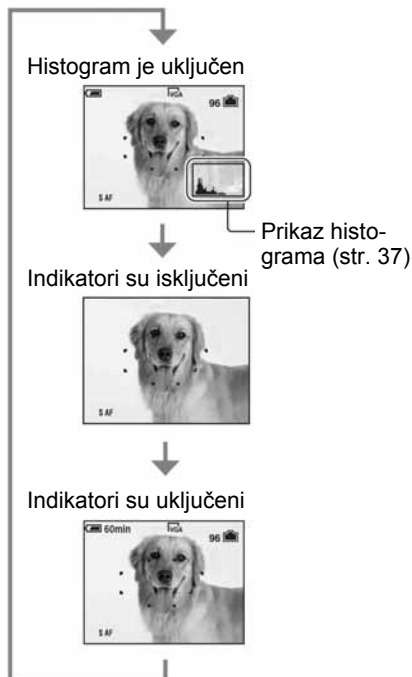 Histogram je uključen
VGA
96
S AF
Prikaz histo-
grama (str. 37)
Indikatori su isključeni
S AF
Indikatori su uključeni
60min
VGA
96
S AF